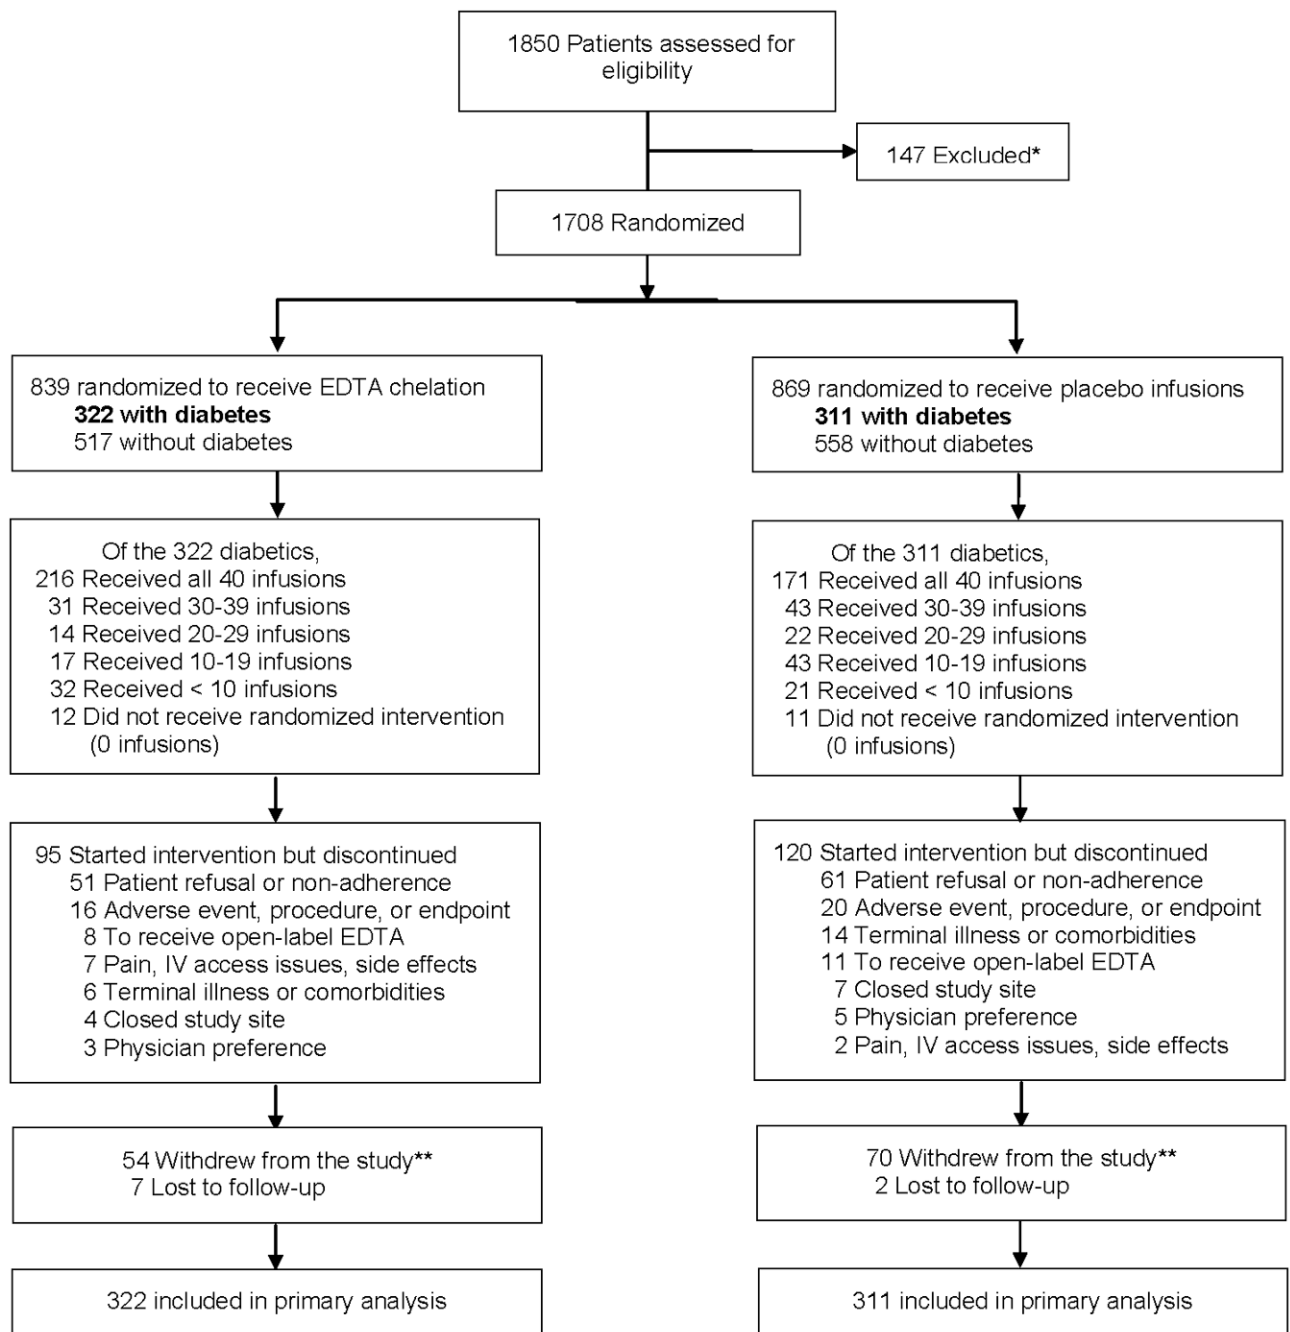 1850 Patients assessed for
eligibility
147 Excluded*
1708 Randomized
839 randomized to receive EDTA chelation
322 with diabetes
517 without diabetes
869 randomized to receive placebo infusions
311 with diabetes
558 without diabetes
Of the 322 diabetics,
216 Received all 40 infusions
31 Received 30-39 infusions
14 Received 20-29 infusions
17 Received 10-19 infusions
32 Received < 10 infusions
12 Did not receive randomized intervention
(0 infusions)
Of the 311 diabetics,
171 Received all 40 infusions
43 Received 30-39 infusions
22 Received 20-29 infusions
43 Received 10-19 infusions
21 Received < 10 infusions
11 Did not receive randomized intervention
(0 infusions)
95 Started intervention but discontinued
51 Patient refusal or non-adherence
16 Adverse event, procedure, or endpoint
8 To receive open-label EDTA
7 Pain, IV access issues, side effects
6 Terminal illness or comorbidities
4 Closed study site
3 Physician preference
120 Started intervention but discontinued
61 Patient refusal or non-adherence
20 Adverse event, procedure, or endpoint
14 Terminal illness or comorbidities
11 To receive open-label EDTA
7 Closed study site
5 Physician preference
2 Pain, IV access issues, side effects
54 Withdrew from the study**
7 Lost to follow-up
70 Withdrew from the study**
2 Lost to follow-up
322 included in primary analysis
311 included in primary analysis